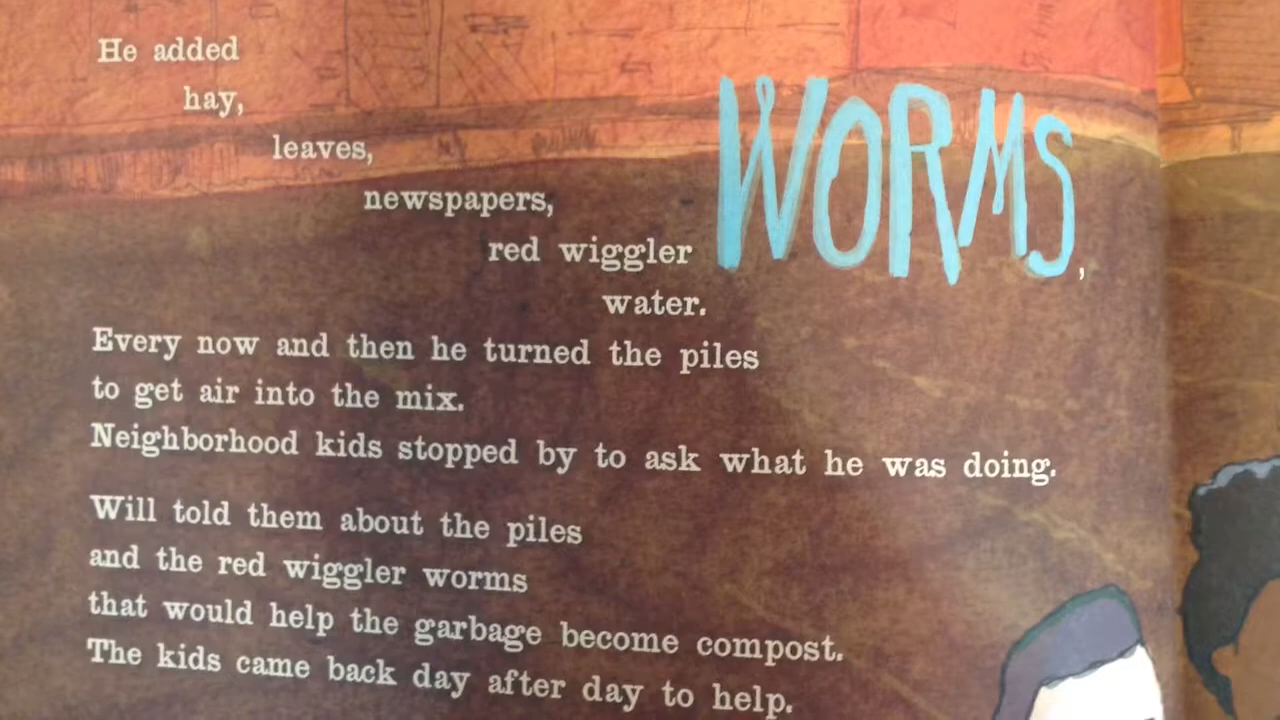 He added
hay,
leaves,
newspapers,
red wiggler WORMS,
water.
Every now and then he turned the piles
to get air into the mix.
Neighborhood kids stopped by to ask what he was doing.
Will told them about the piles
and the red wiggler worms
that would help the garbage become compost.
The kids came back day after day to help.